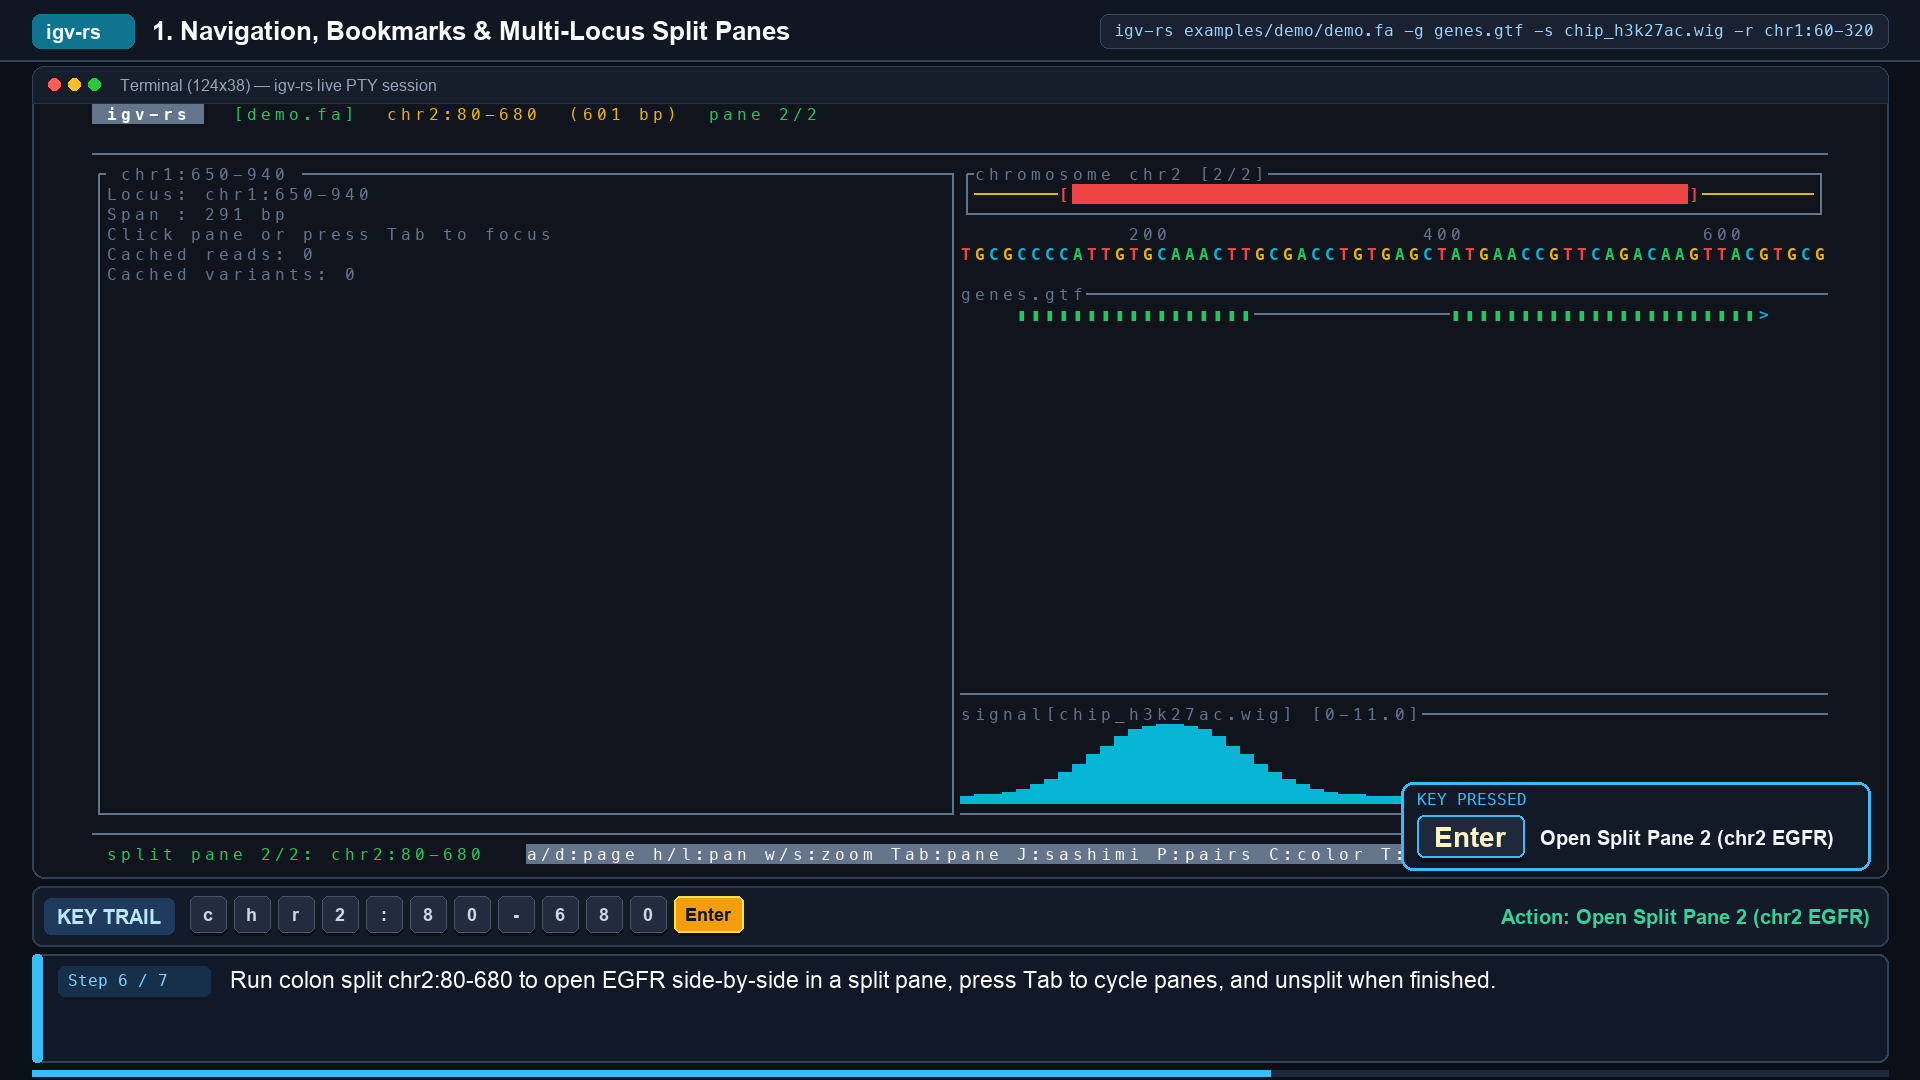 igv-rs
1. Navigation, Bookmarks & Multi-Locus Split Panes
igv-rs examples/demo/demo.fa -g genes.gtf -s chip_h3k27ac.wig -r chr1:60-320
Terminal (124x38) — igv-rs live PTY session
igv-rs [demo.fa] chr2:80-680 (601 bp) pane 2/2
chr1:650-940
Locus: chr1:650-940
Span : 291 bp
Click pane or press Tab to focus
Cached reads: 0
Cached variants: 0
chromosome chr2 [2/2]
[ ]
200 400 600
TGCGCCCCATTGTGCAAACTTGCGACCTGTGAGCTATGAACCGTTCAGACAAGTTACGTGCG
genes.gtf
>
signal[chip_h3k27ac.wig] [0-11.0]
split pane 2/2: chr2:80-680 a/d:page h/l:pan w/s:zoom Tab:pane J:sashimi P:pairs C:color T:
KEY PRESSED
Enter Open Split Pane 2 (chr2 EGFR)
KEY TRAIL c h r 2 : 8 0 - 6 8 0 Enter
Action: Open Split Pane 2 (chr2 EGFR)
Step 6 / 7
Run colon split chr2:80-680 to open EGFR side-by-side in a split pane, press Tab to cycle panes, and unsplit when finished.